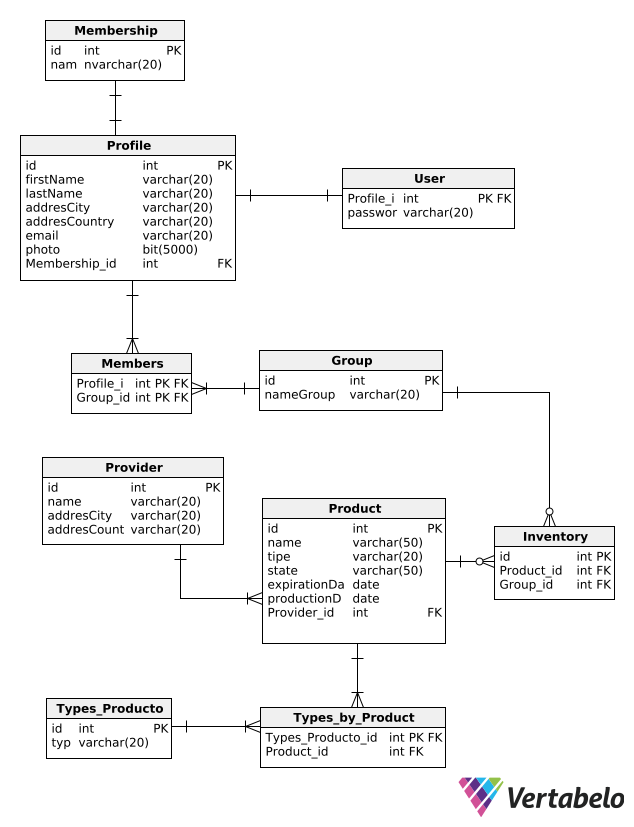 Membership
id int PK
nam nvarchar(20)
Profile
id int PK
firstName varchar(20)
lastName varchar(20)
addresCity varchar(20)
addresCountry varchar(20)
email varchar(20)
photo bit(5000)
Membership_id int FK
User
Profile_i int PK FK
passwor varchar(20)
Members
Profile_i int PK FK
Group_id int PK FK
Group
id int PK
nameGroup varchar(20)
Provider
id int PK
name varchar(20)
addresCity varchar(20)
addresCount varchar(20)
Product
id int PK
name varchar(50)
tipe varchar(20)
state varchar(50)
expirationDa date
productionD date
Provider_id int FK
Inventory
id int PK
Product_id int FK
Group_id int FK
Types_Producto
id int PK
typ varchar(20)
Types_by_Product
Types_Producto_id int PK FK
Product_id int FK
Vertabelo